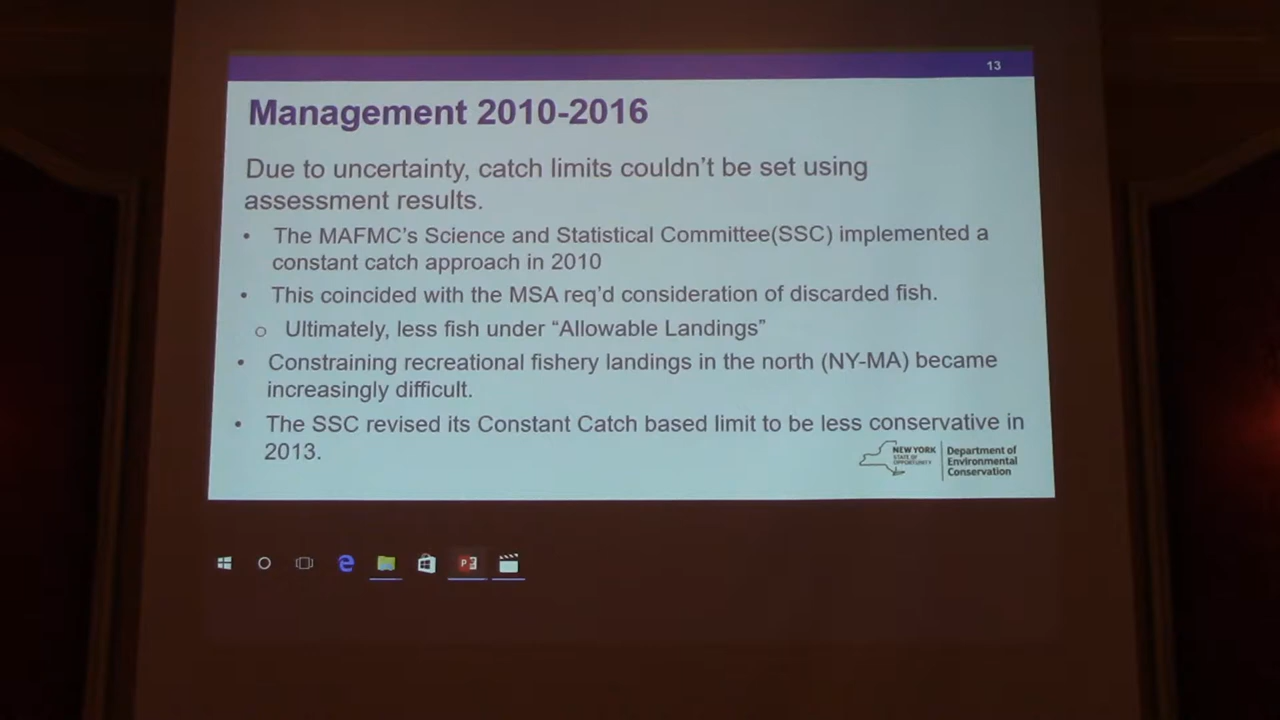 13
Management 2010-2016
Due to uncertainty, catch limits couldn't be set using
assessment results.
• The MAFMC's Science and Statistical Committee(SSC) implemented a
constant catch approach in 2010
• This coincided with the MSA req'd consideration of discarded fish.
o Ultimately, less fish under “Allowable Landings”
• Constraining recreational fishery landings in the north (NY-MA) became
increasingly difficult.
• The SSC revised its Constant Catch based limit to be less conservative in
2013.
NEW YORK
STATE OF
OPPORTUNITY
Department of
Environmental
Conservation